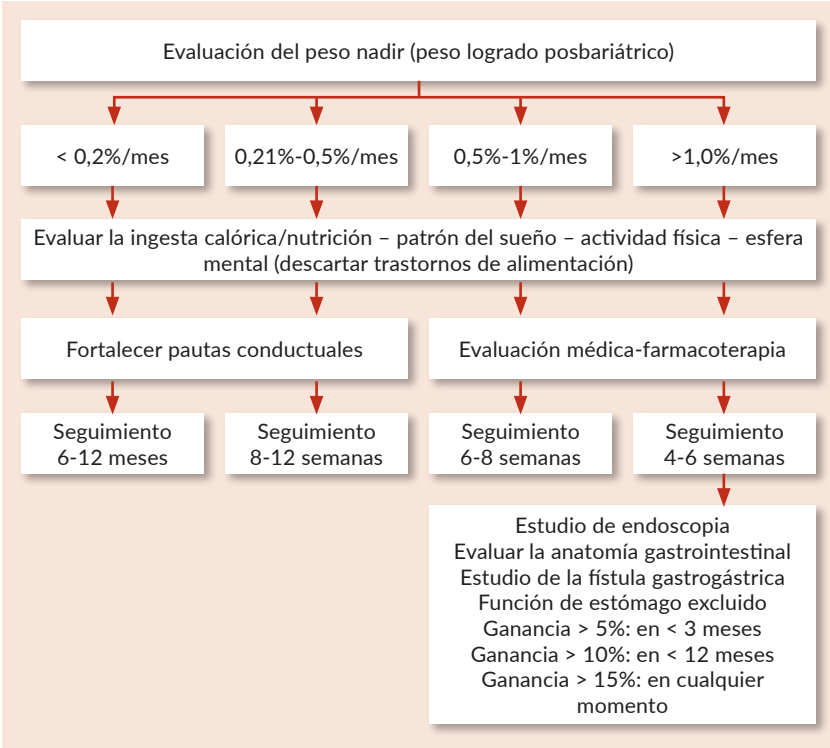 Evaluación del peso nadir (peso logrado posbariátrico)
< 0,2%/mes
0,21%-0,5%/mes
0,5%-1%/mes
>1,0%/mes
Evaluar la ingesta calórica/nutrición – patrón del sueño – actividad física – esfera
mental (descartar trastornos de alimentación)
Fortalecer pautas conductuales
Evaluación médica-farmacoterapia
Seguimiento
6-12 meses
Seguimiento
8-12 semanas
Seguimiento
6-8 semanas
Seguimiento
4-6 semanas
Estudio de endoscopia
Evaluar la anatomía gastrointestinal
Estudio de la fístula gastrogástrica
Función de estómago excluido
Ganancia > 5%: en < 3 meses
Ganancia > 10%: en < 12 meses
Ganancia > 15%: en cualquier
momento